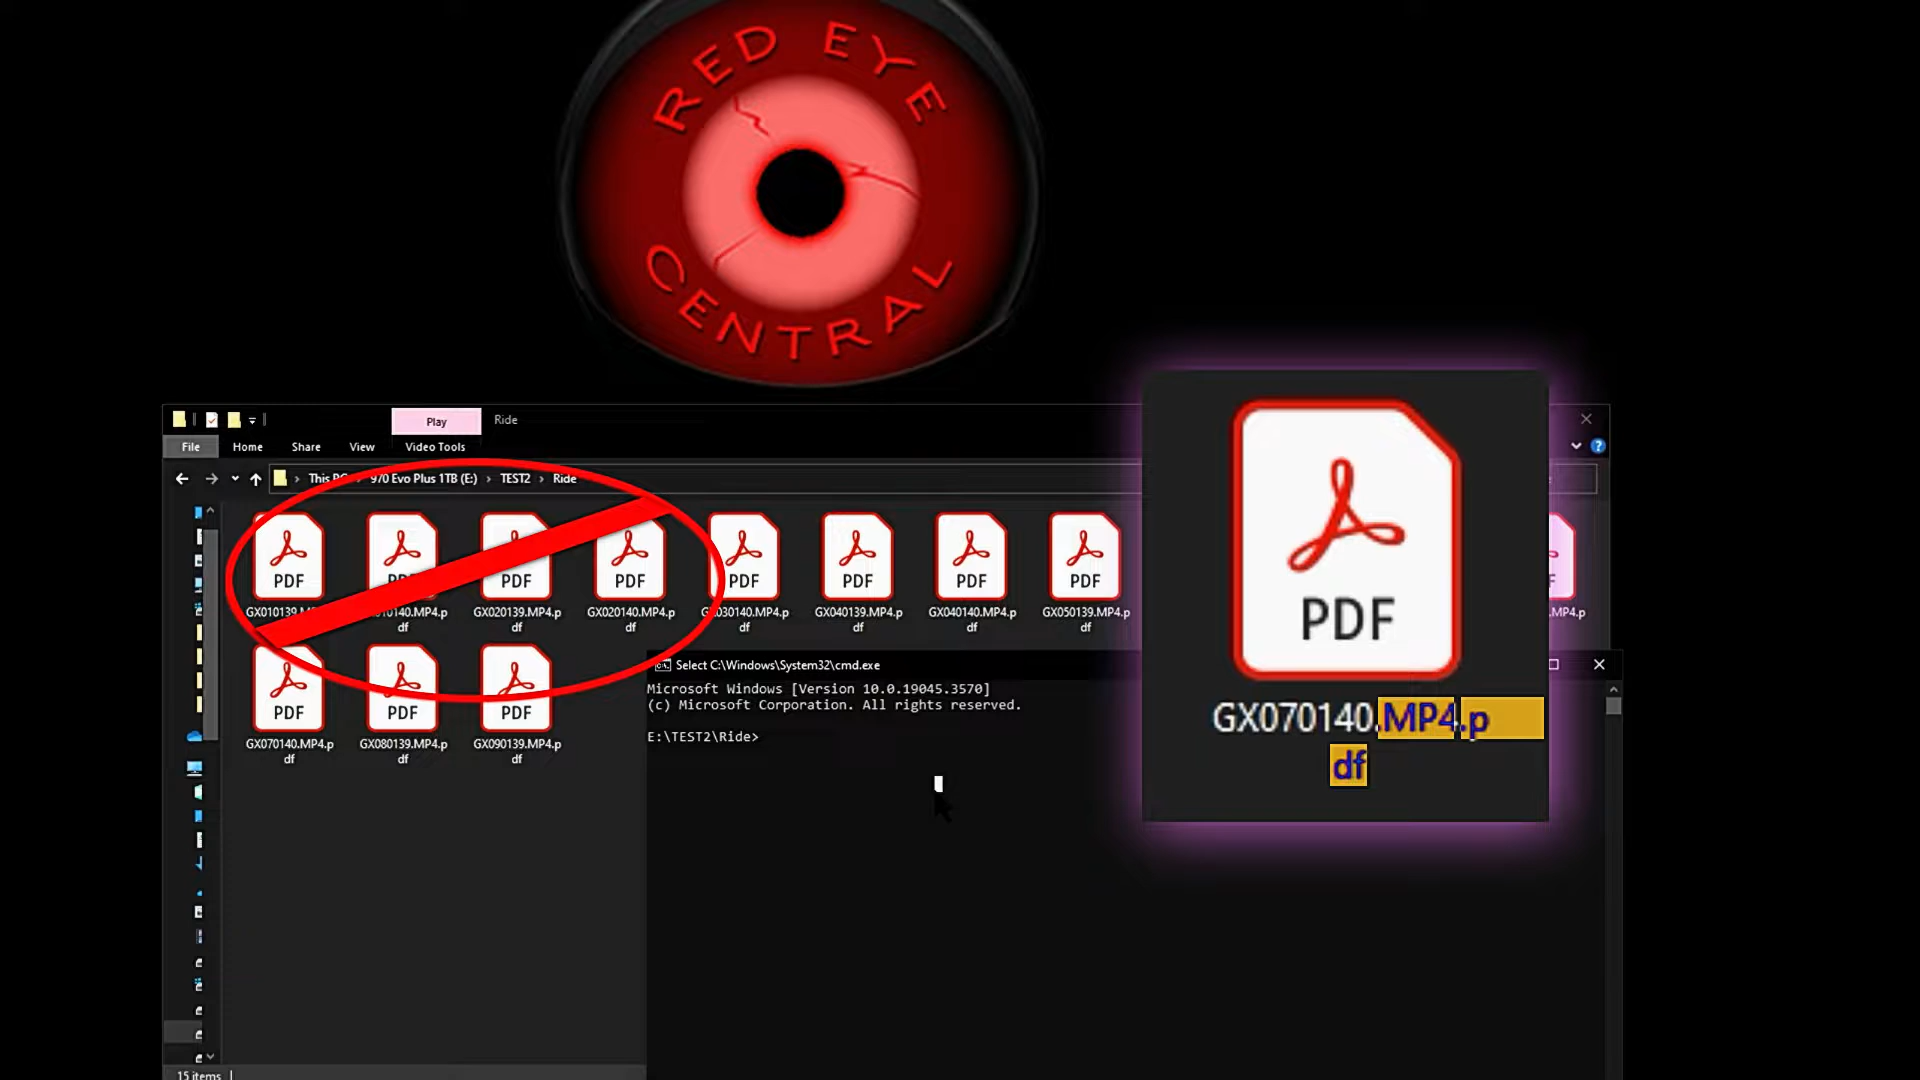 RED EYE
CENTRAL
Play
Ride
File
Home
Share
View
Video Tools
970 Evo Plus 1TB (E:) > TEST2 > Ride
PDF
PDF
PDF
PDF
PDF
PDF
PDF
GX020139.MP4.p
df
GX020140.MP4.p
df
GX040139.MP4.p
df
GX040140.MP4.p
df
GX050139.MP4.p
df
PDF
GX070140.MP4.p
df
PDF
PDF
PDF
GX070140.MP4.p
df
GX080139.MP4.p
df
GX090139.MP4.p
df
Select C:\Windows\System32\cmd.exe
Microsoft Windows [Version 10.0.19045.3570]
(c) Microsoft Corporation. All rights reserved.
E:\TEST2\Ride>
15 items